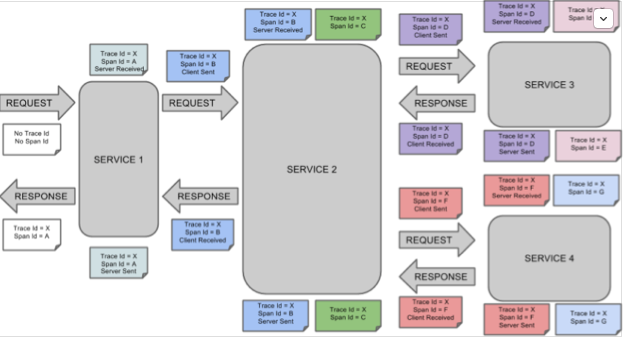 Trace Id = X
Span Id = B
Server Received
Trace Id = X
Span Id = C
Trace Id = X
Span Id = D
Client Sent
Trace Id = X
Span Id = D
Server Received
Trace Id
Span Id
Trace Id = X
Span Id = A
Server Received
Trace Id = X
Span Id = B
Client Sent
REQUEST
REQUEST
REQUEST
RESPONSE
SERVICE 3
No Trace Id
No Span Id
SERVICE 1
SERVICE 2
Trace Id = X
Span Id = D
Client Received
Trace Id = X
Span Id = D
Server Sent
Trace Id = X
Span Id = E
RESPONSE
RESPONSE
Trace Id = X
Span Id = F
Client Sent
Trace Id = X
Span Id = F
Server Received
Trace Id = X
Span Id = G
Trace Id = X
Span Id = A
Trace Id = X
Span Id = B
Client Received
REQUEST
RESPONSE
SERVICE 4
Trace Id = X
Span Id = A
Server Sent
Trace Id = X
Span Id = B
Server Sent
Trace Id = X
Span Id = C
Trace Id = X
Span Id = F
Client Received
Trace Id = X
Span Id = F
Server Sent
Trace Id = X
Span Id = G